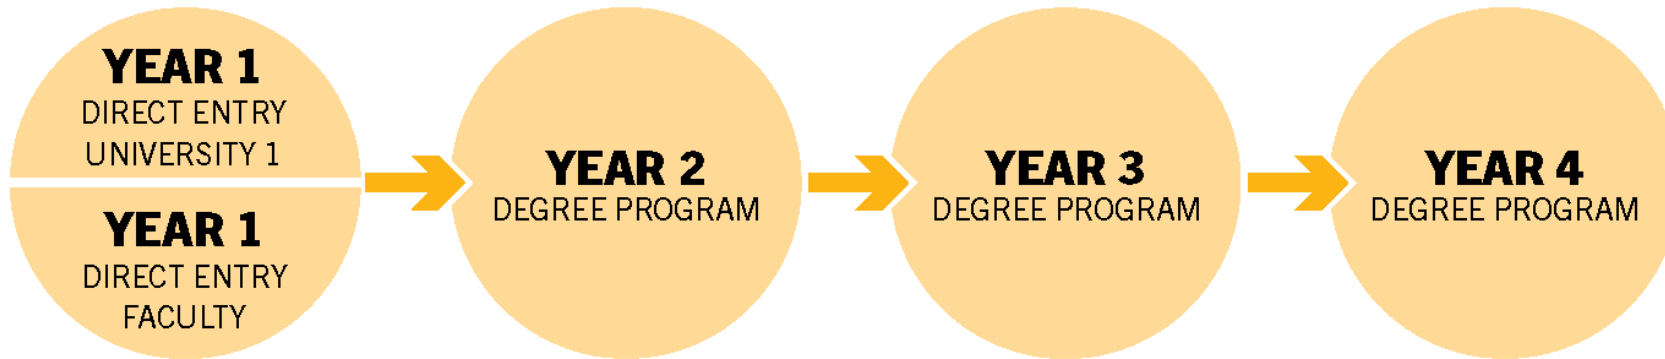 YEAR 1
DIRECT ENTRY
UNIVERSITY 1
YEAR 1
DIRECT ENTRY
FACULTY
YEAR 2
DEGREE PROGRAM
YEAR 3
DEGREE PROGRAM
YEAR 4
DEGREE PROGRAM